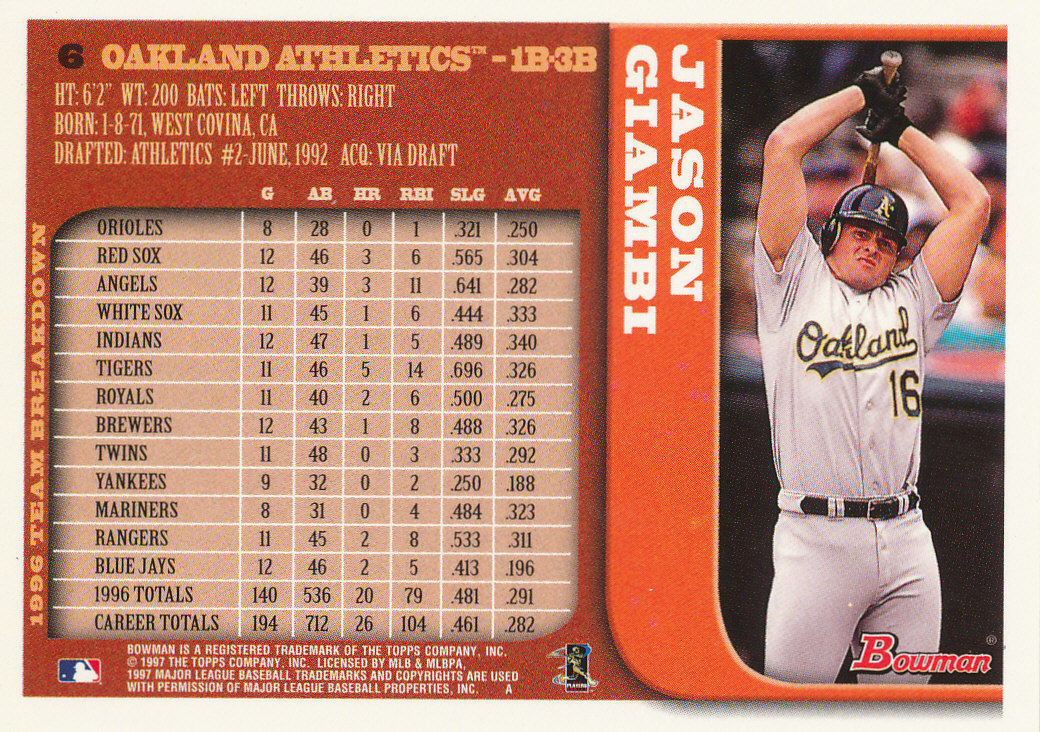 6 OAKLAND ATHLETICS™ - 1B-3B
HT: 6'2" WT: 200 BATS: LEFT THROWS: RIGHT
BORN: 1-8-71, WEST COVINA, CA
DRAFTED: ATHLETICS #2-JUNE, 1992 ACQ: VIA DRAFT
G AB HR RBI SLG AVG
ORIOLES 8 28 0 1 .321 .250
RED SOX 12 46 3 6 .565 .304
ANGELS 12 39 3 11 .641 .282
WHITE SOX 11 45 1 6 .444 .333
INDIANS 12 47 1 5 .489 .340
TIGERS 11 46 5 14 .696 .326
ROYALS 11 40 2 6 .500 .275
BREWERS 12 43 1 8 .488 .326
TWINS 11 48 0 3 .333 .292
YANKEES 9 32 0 2 .250 .188
MARINERS 8 31 0 4 .484 .323
RANGERS 11 45 2 8 .533 .311
BLUE JAYS 12 46 2 5 .413 .196
1996 TOTALS 140 536 20 79 .481 .291
CAREER TOTALS 194 712 26 104 .461 .282
1996 TEAM BREAKDOWN
BOWMAN IS A REGISTERED TRADEMARK OF THE TOPPS COMPANY, INC.
© 1997 THE TOPPS COMPANY, INC. LICENSED BY MLB & MLBPA,
1997 MAJOR LEAGUE BASEBALL TRADEMARKS AND COPYRIGHTS ARE USED
WITH PERMISSION OF MAJOR LEAGUE BASEBALL PROPERTIES, INC. A
PLAYERS
JASON
GIAMBI
A's
Oakland
16
Bowman®